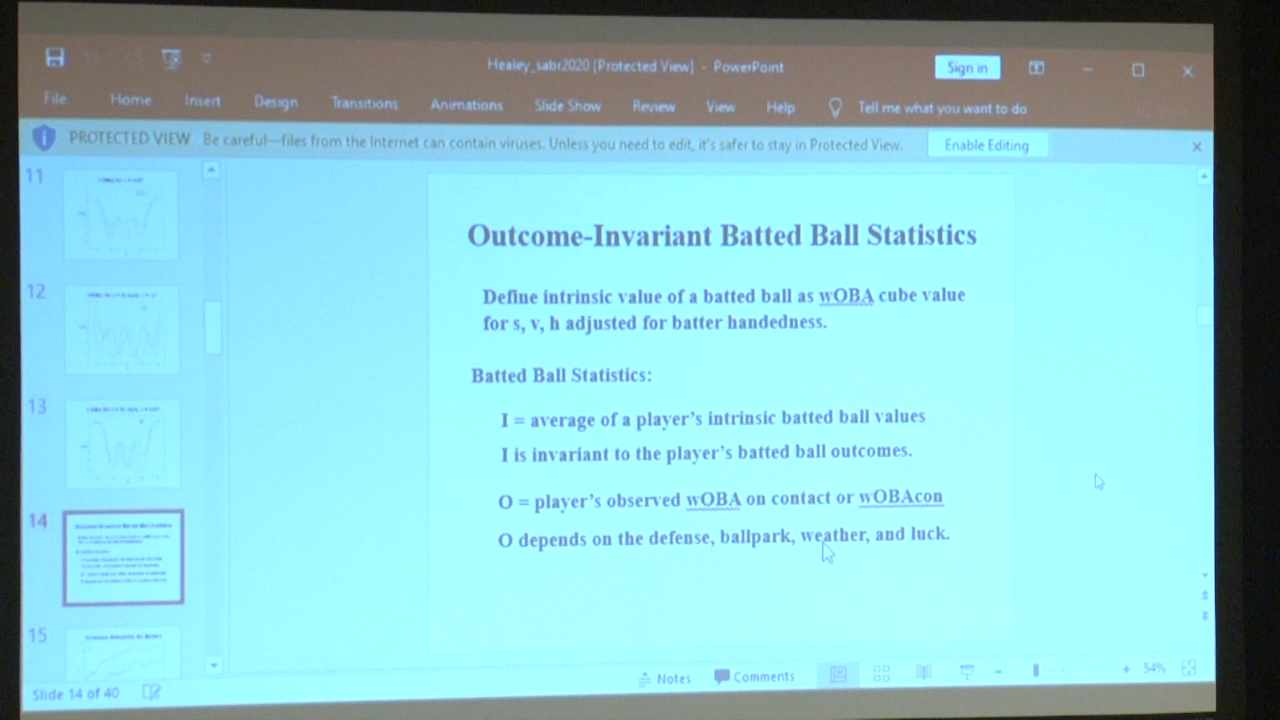 Healey_sabr2020 [Protected View] - PowerPoint
Sign in
File Home Insert Design Transitions Animations Slide Show Review View Help Tell me what you want to do
PROTECTED VIEW Be careful—files from the Internet can contain viruses. Unless you need to edit, it's safer to stay in Protected View. Enable Editing
11
12
13
14
15
Outcome-Invariant Batted Ball Statistics
Define intrinsic value of a batted ball as wOBA cube value
for s, v, h adjusted for batter handedness.
Batted Ball Statistics:
I = average of a player's intrinsic batted ball values
I is invariant to the player's batted ball outcomes.
O = player's observed wOBA on contact or wOBAcon
O depends on the defense, ballpark, weather, and luck.
Slide 14 of 40
Notes Comments 54%